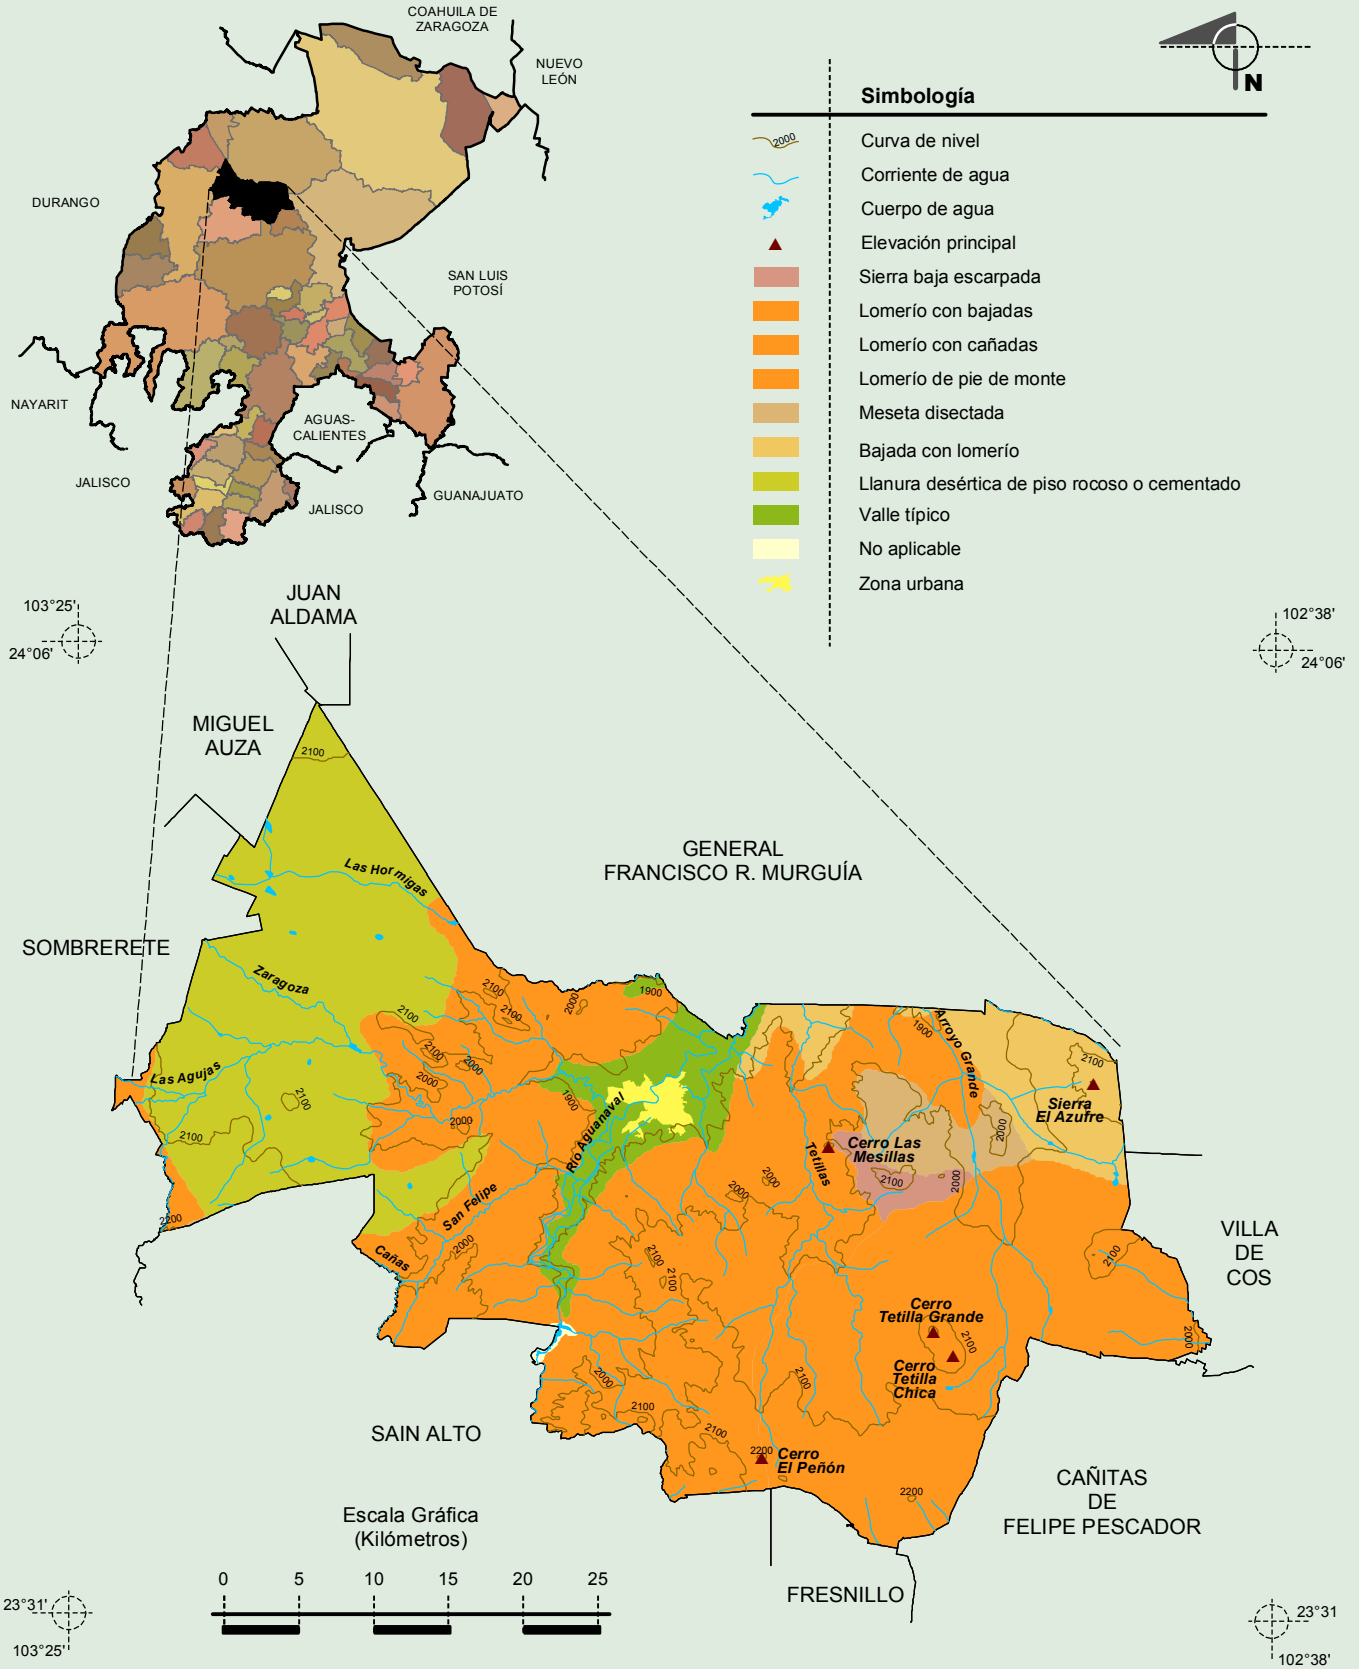 COAHUILA DE
ZARAGOZA
NUEVO
LEÓN
DURANGO
SAN LUIS
POTOSÍ
NAYARIT
AGUAS-
CALIENTES
JALISCO
JALISCO
GUANAJUATO
N
Simbología
2000
Curva de nivel
Corriente de agua
Cuerpo de agua
Elevación principal
Sierra baja escarpada
Lomerío con bajadas
Lomerío con cañadas
Lomerío de pie de monte
Meseta disectada
Bajada con lomerío
Llanura desértica de piso rocoso o cementado
Valle típico
No aplicable
Zona urbana
103°25'
24°06'
102°38'
24°06'
JUAN
ALDAMA
MIGUEL
AUZA
2100
GENERAL
FRANCISCO R. MURGUÍA
Las Hormigas
SOMBRERETE
Zaragoza
2100
2100
2100
2000
1900
2100
2100
2000
2000
1900
Arroyo Grande
2100
Las Agujas
2100
2100
2000
1900
Río Aguanaval
Sierra
El Azufre
2000
Tetillas
Cerro Las
Mesillas
2100
2000
2200
San Felipe
2000
Cañas
2000
2000
2100
2100
2100
VILLA
DE
COS
2000
Cerro
Tetilla Grande
2100
Cerro
Tetilla
Chica
2000
2100
2100
2100
SAIN ALTO
2200
Cerro
El Peñón
2200
CAÑITAS
DE
FELIPE PESCADOR
Escala Gráfica
(Kilómetros)
0 5 10 15 20 25
FRESNILLO
23°31'
103°25'
23°31
102°38'